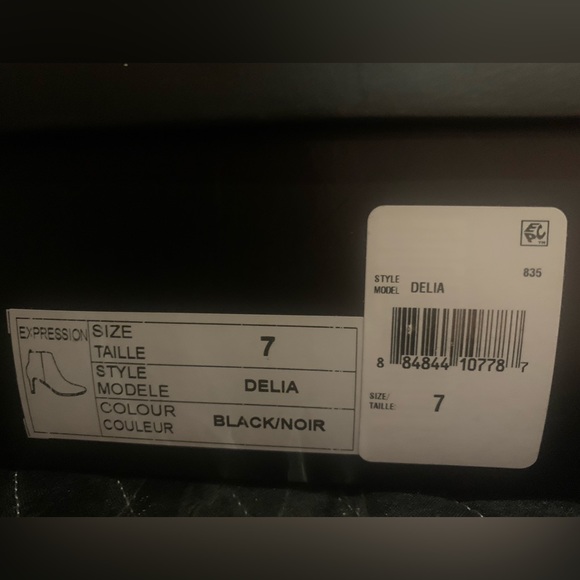 EXPRESSION
SIZE
TAILLE
7
STYLE
MODELE
DELIA
COLOUR
COULEUR
BLACK/NOIR
EPC
835
STYLE
MODEL DELIA
8 84844 10778 7
SIZE/
TAILLE: 7